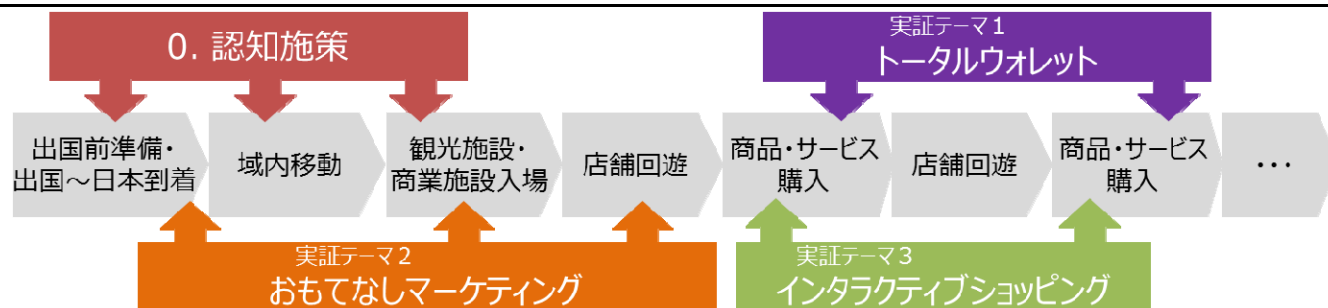 0. 認知施策
実証テーマ1
トータルウォレット
出国前準備・
出国～日本到着
域内移動
観光施設・
商業施設入場
店舗回遊
商品・サービス
購入
店舗回遊
商品・サービス
購入
・・・
実証テーマ2
おもてなしマーケティング
実証テーマ3
インタラクティブショッピング